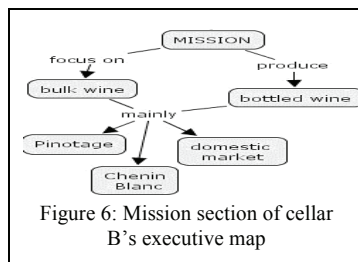 MISSION
focus on
produce
bulk wine
bottled wine
mainly
Pinotage
domestic
market
Chenin
Blanc
Figure 6: Mission section of cellar
B's executive map